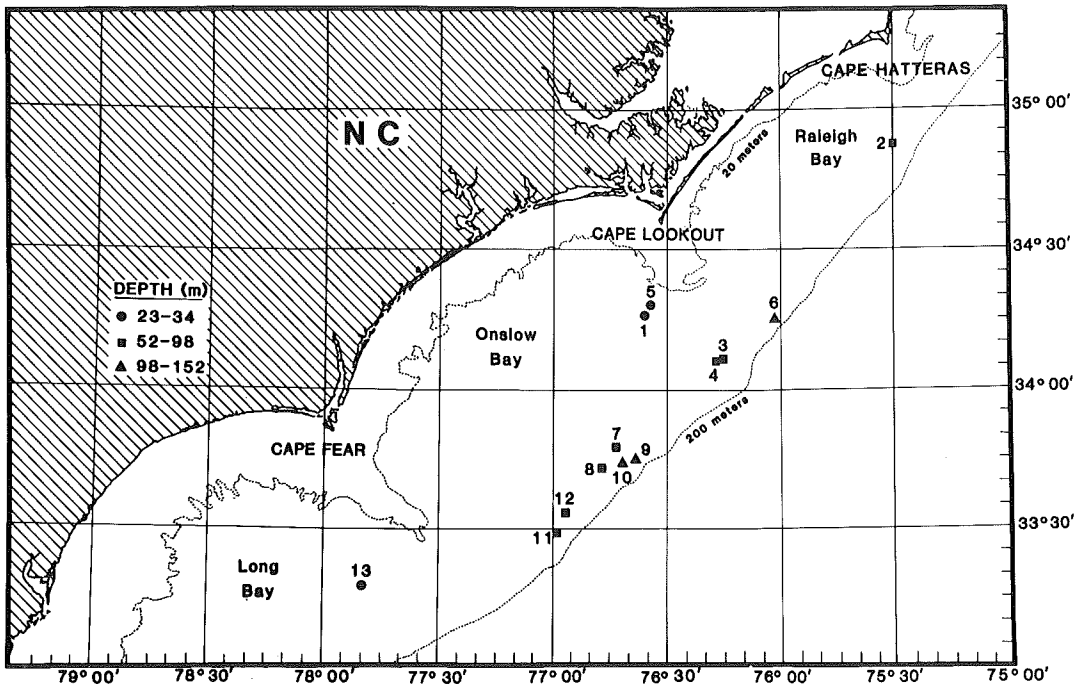 CAPE HATTERAS
35° 00'
NC
20 meters
Raleigh
Bay
2
CAPE LOOKOUT
34° 30'
DEPTH (m)
23–34
52–98
98–152
5
1
6
Onslow
Bay
3
4
34° 00'
200 meters
CAPE FEAR
7
8
9
10
12
11
33° 30'
Long
Bay
13
79° 00'
78° 30'
78° 00'
77° 30'
77° 00'
76° 30'
76° 00'
75° 30'
75° 00'